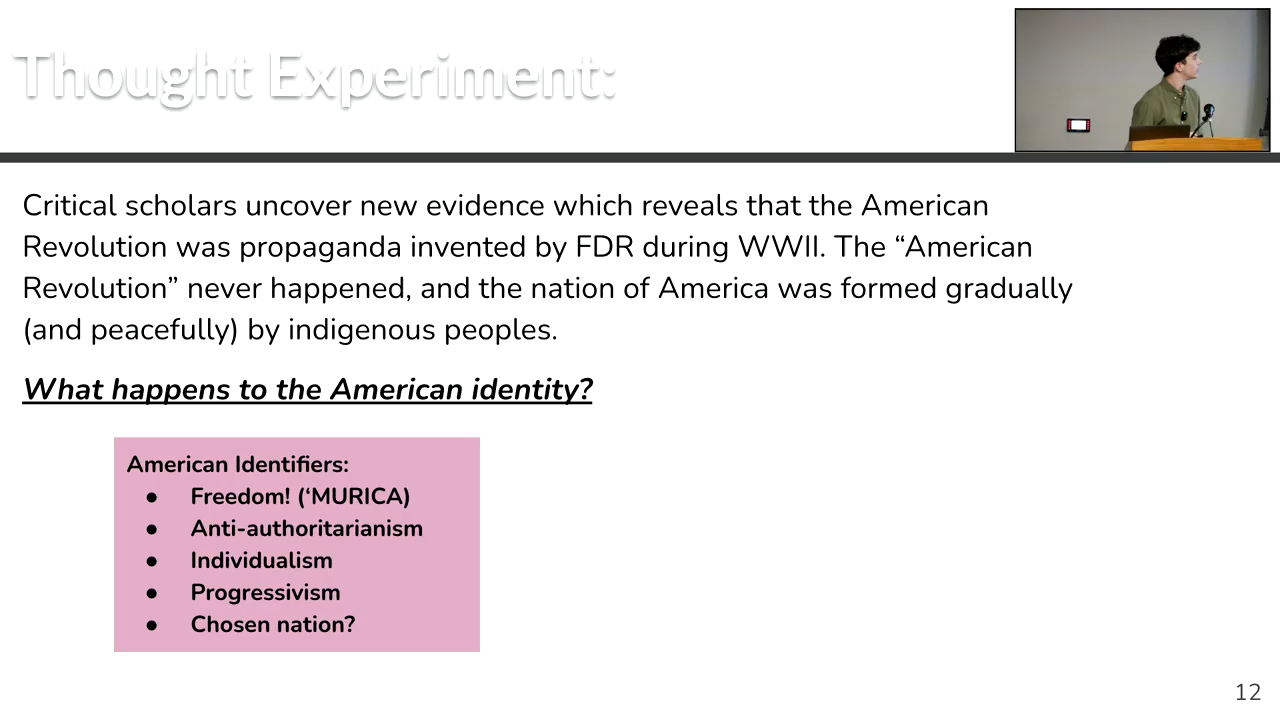 Thought Experiment:
Critical scholars uncover new evidence which reveals that the American
Revolution was propaganda invented by FDR during WWII. The “American
Revolution” never happened, and the nation of America was formed gradually
(and peacefully) by indigenous peoples.
What happens to the American identity?
American Identifiers:
● Freedom! (‘MURICA)
● Anti-authoritarianism
● Individualism
● Progressivism
● Chosen nation?
12